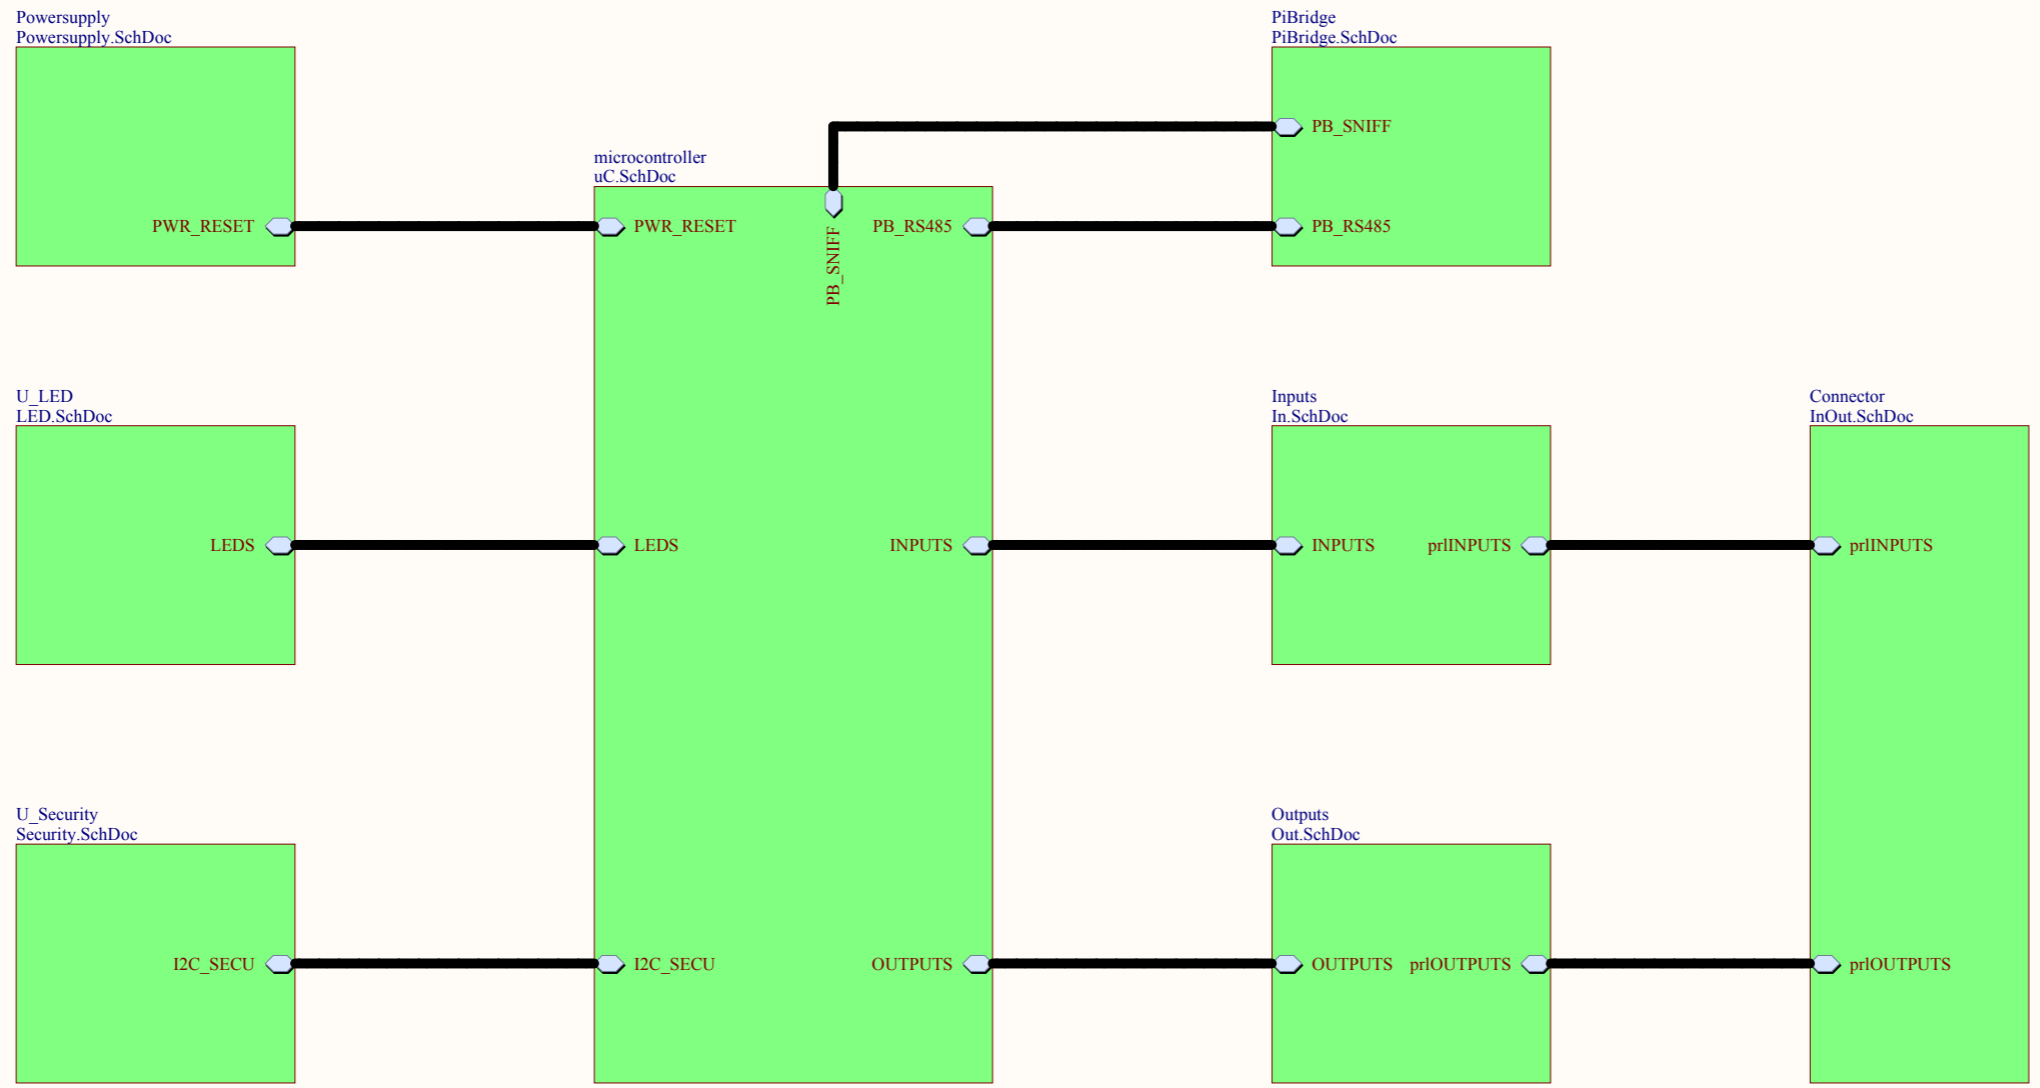 Powersupply
Powersupply.SchDoc
PWR_RESET
PiBridge
PiBridge.SchDoc
PB_SNIFF
PB_RS485
microcontroller
uC.SchDoc
PWR_RESET
PB_SNIFF
PB_RS485
U_LED
LED.SchDoc
LEDS
LEDS
INPUTS
Inputs
In.SchDoc
INPUTS
prlINPUTS
Connector
InOut.SchDoc
prlINPUTS
U_Security
Security.SchDoc
I2C_SECU
I2C_SECU
OUTPUTS
Outputs
Out.SchDoc
OUTPUTS
prlOUTPUTS
prlOUTPUTS